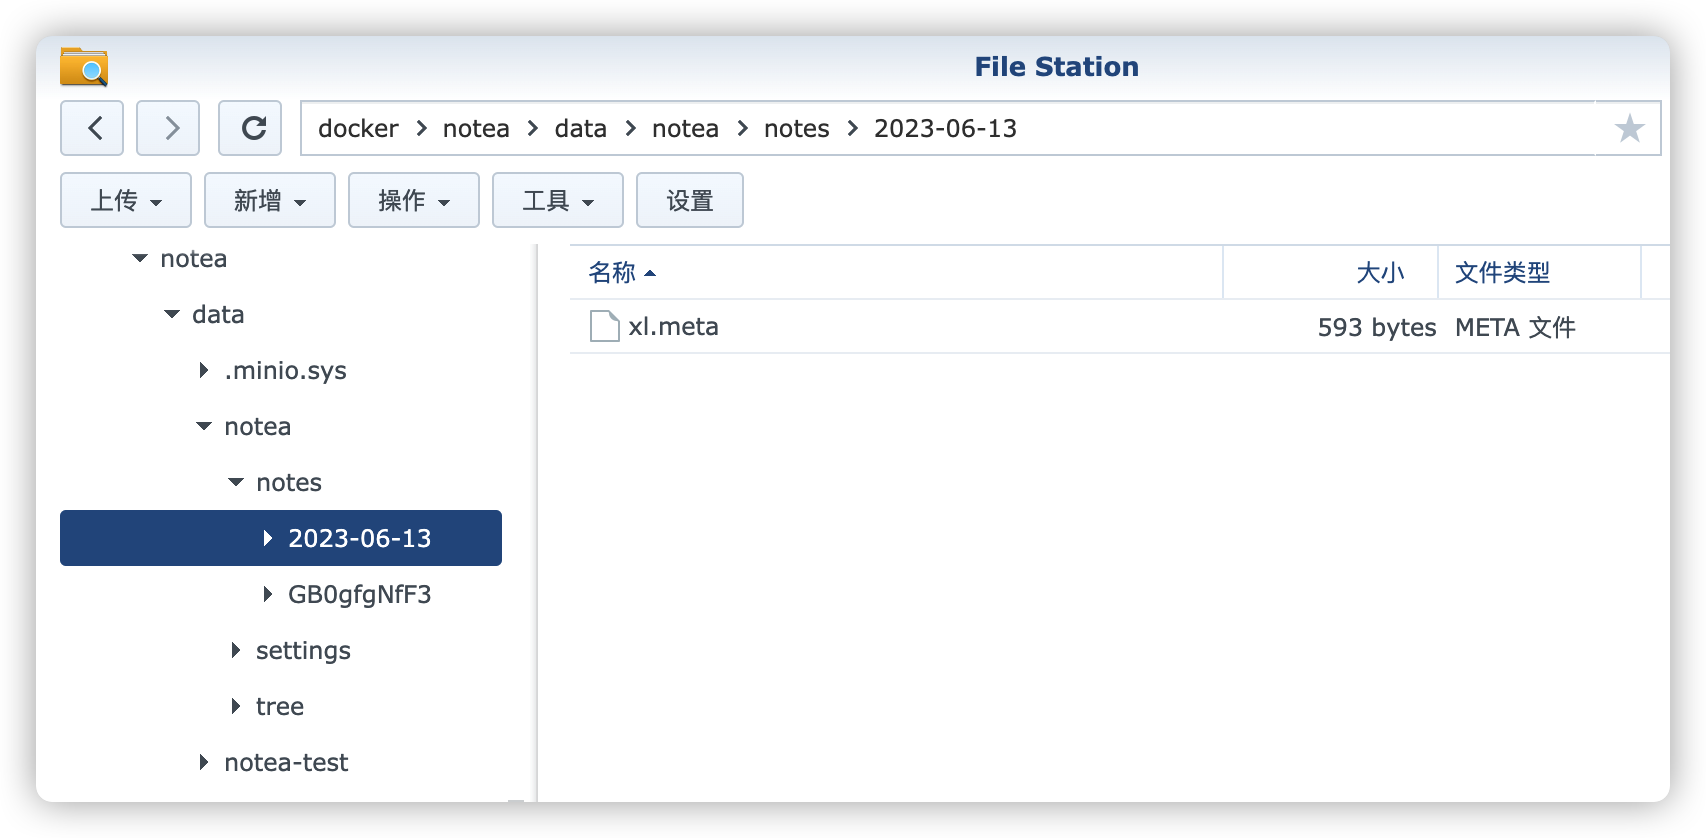 File Station
docker > notea > data > notea > notes > 2023-06-13
上传 新增 操作 工具 设置
notea
data
.minio.sys
notea
notes
2023-06-13
GB0gfgNfF3
settings
tree
notea-test
名称 大小 文件类型
xl.meta 593 bytes META 文件